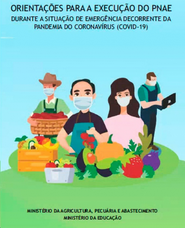 ORIENTAÇÕES PARA A EXECUÇÃO DO PNAE
DURANTE A SITUAÇÃO DE EMERGÊNCIA DECORRENTE DA
PANDEMIA DO CORONAVÍRUS (COVID-19)
MINISTÉRIO DA AGRICULTURA, PECUÁRIA E ABASTECIMENTO
MINISTÉRIO DA EDUCAÇÃO